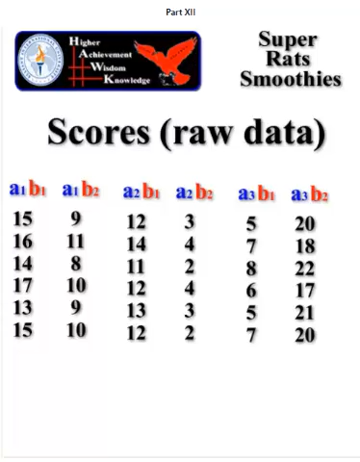 Part XII
Higher
Achievement
Wisdom
Knowledge
Super
Rats
Smoothies
Scores (raw data)
a1 b1 a1 b2 a2 b1 a2 b2 a3 b1 a3 b2
15 9 12 3 5 20
16 11 14 4 7 18
14 8 11 2 8 22
17 10 12 4 6 17
13 9 13 3 5 21
15 10 12 2 7 20